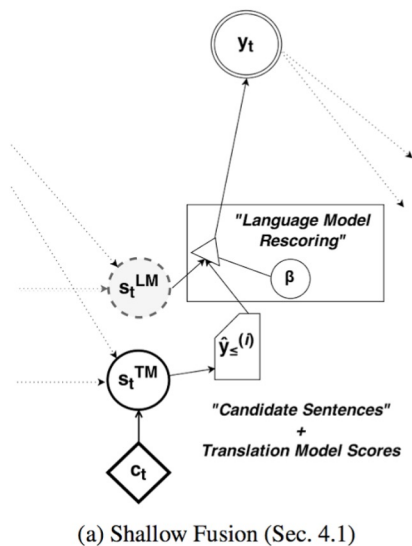 y_t
"Language Model
Rescoring"
β
s_t^LM
ŷ_≤^(i)
s_t^TM
"Candidate Sentences"
+
Translation Model Scores
c_t
(a) Shallow Fusion (Sec. 4.1)